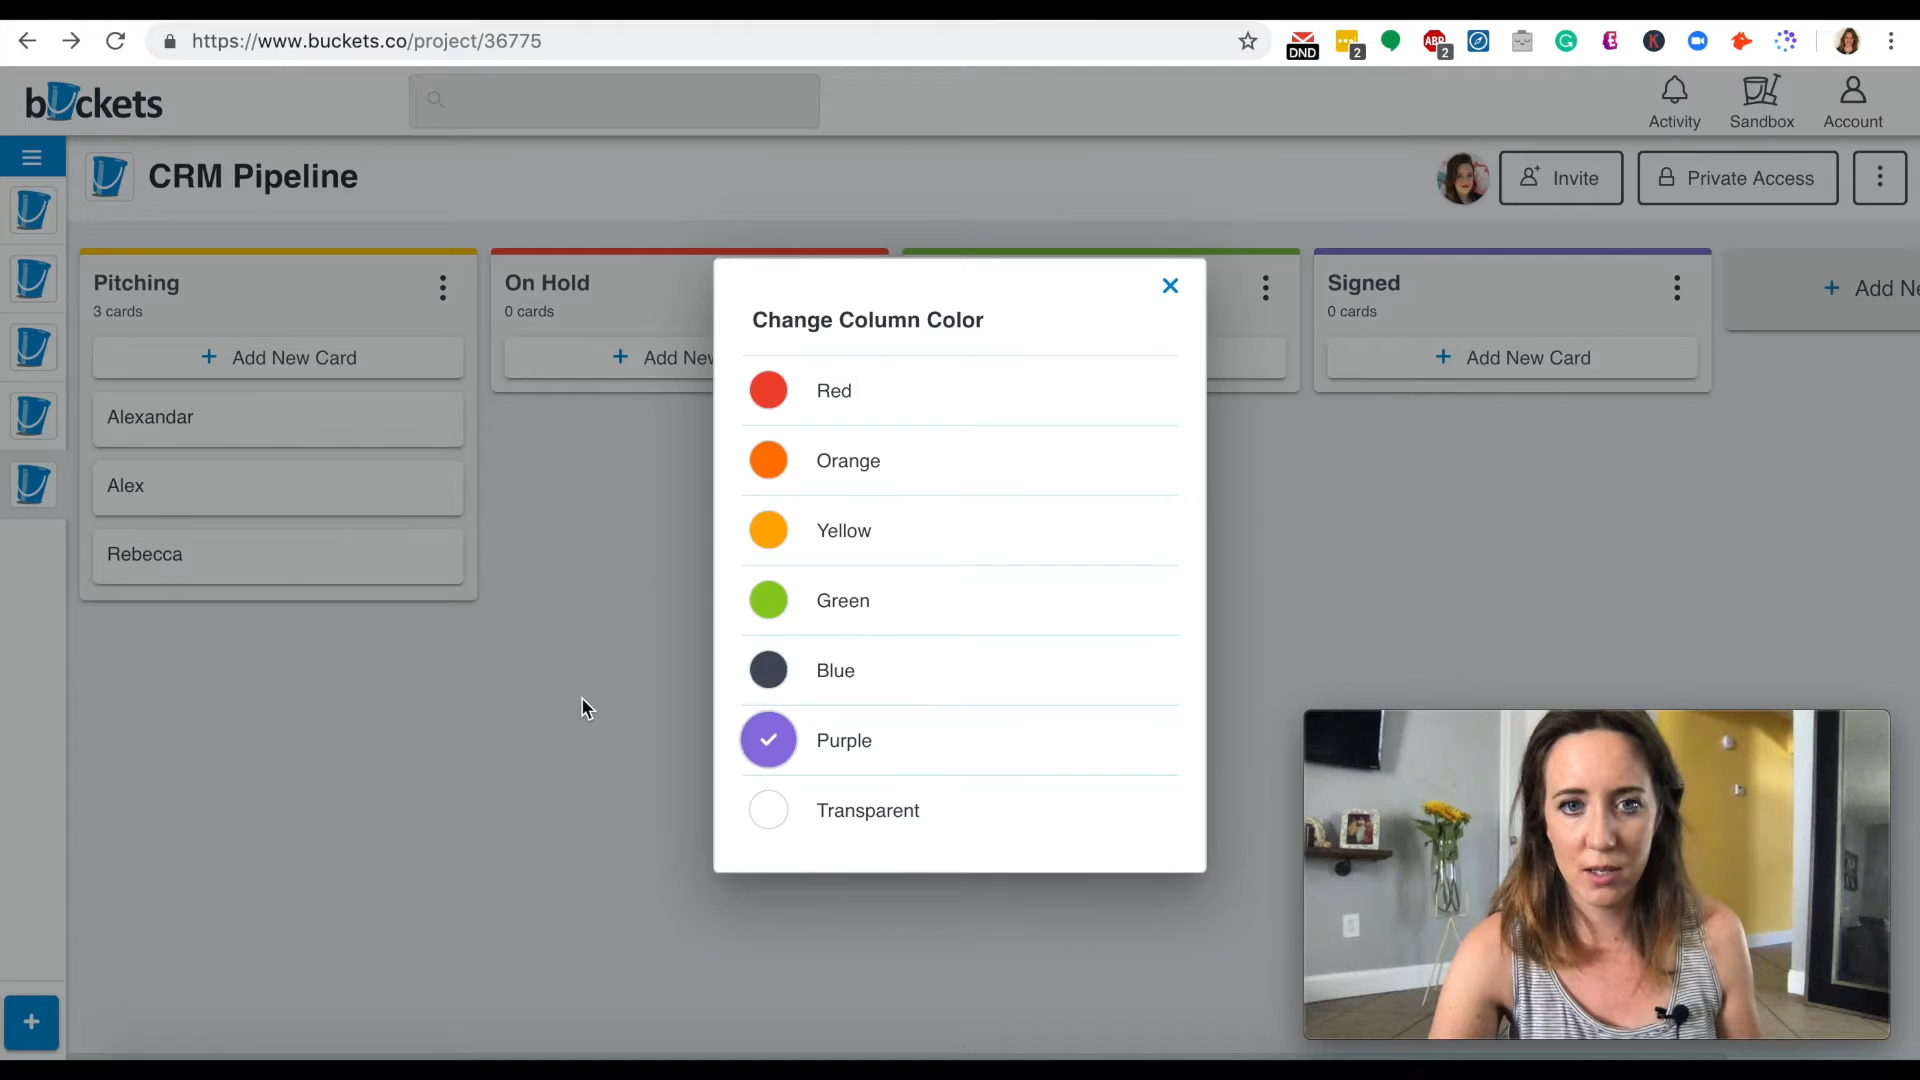 https://www.buckets.co/project/36775
DND
2
ABP
2
buckets
Activity
Sandbox
Account
CRM Pipeline
Invite
Private Access
Pitching
3 cards
+ Add New Card
Alexandar
Alex
Rebecca
On Hold
0 cards
+ Add New
Signed
0 cards
+ Add New Card
+ Add Ne
Change Column Color
Red
Orange
Yellow
Green
Blue
Purple
Transparent
+